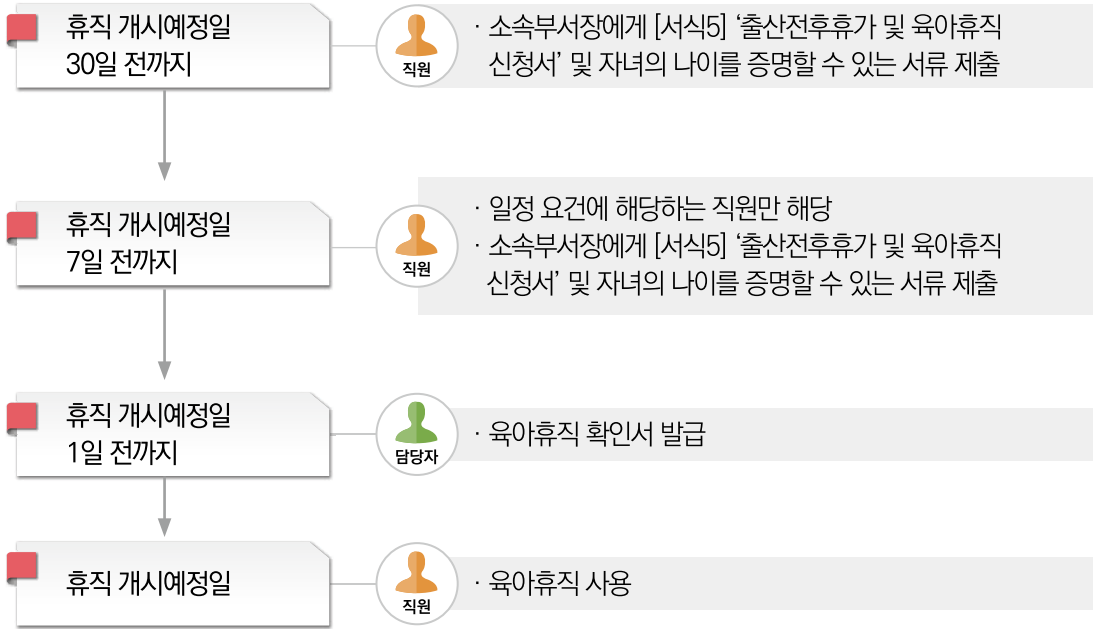 휴직 개시예정일
30일 전까지
직원
· 소속부서장에게 [서식5] ‘출산전후휴가 및 육아휴직
신청서’ 및 자녀의 나이를 증명할 수 있는 서류 제출
휴직 개시예정일
7일 전까지
직원
· 일정 요건에 해당하는 직원만 해당
· 소속부서장에게 [서식5] ‘출산전후휴가 및 육아휴직
신청서’ 및 자녀의 나이를 증명할 수 있는 서류 제출
휴직 개시예정일
1일 전까지
담당자
· 육아휴직 확인서 발급
휴직 개시예정일
직원
· 육아휴직 사용